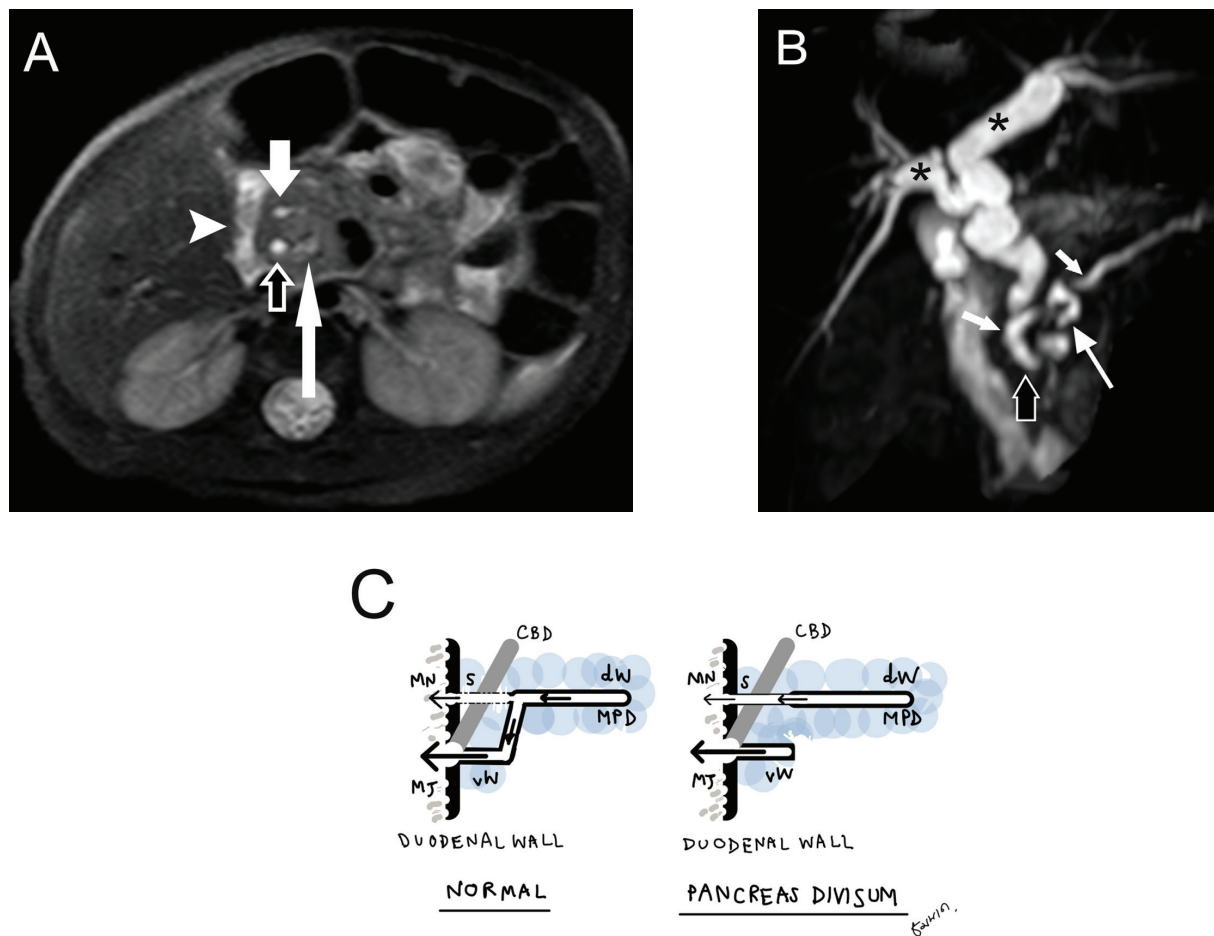 A
B
*
*
C
CBD
MN
S
dW
MPD
MJ
vW
DUODENAL WALL
NORMAL
CBD
MN
S
dW
MPD
MJ
vW
DUODENAL WALL
PANCREAS DIVISUM